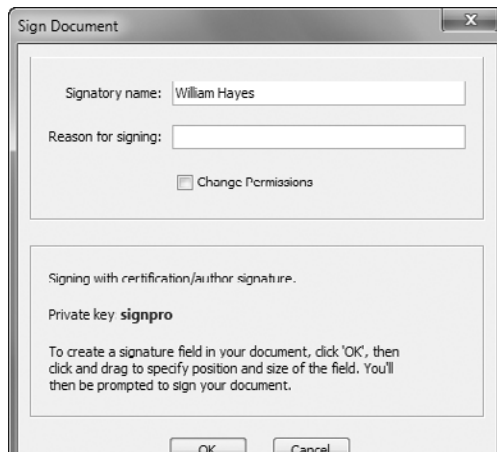 Sign Document
x
Signatory name: William Hayes
Reason for signing:
Change Permissions
Signing with certification/author signature.
Private key signpro
To create a signature field in your document, click 'OK', then
click and drag to specify position and size of the field. You'll
then be prompted to sign your document.
OK Cancel